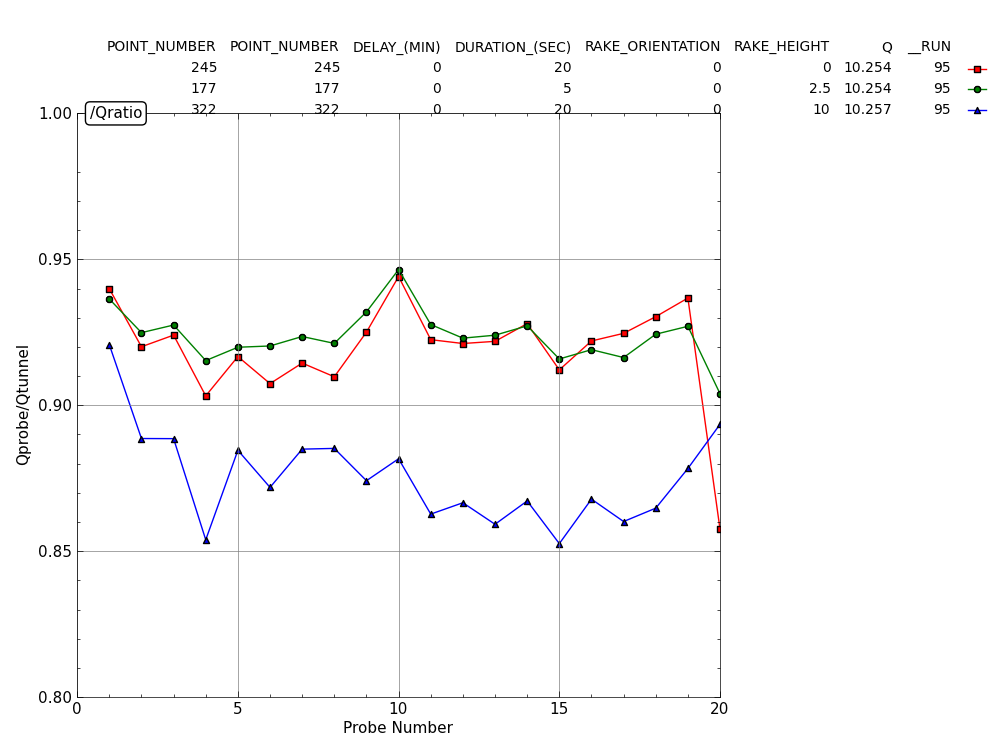 POINT_NUMBER POINT_NUMBER DELAY_(MIN) DURATION_(SEC) RAKE_ORIENTATION RAKE_HEIGHT Q __RUN
245 245 0 20 0 0 10.254 95
177 177 0 5 0 2.5 10.254 95
322 322 0 20 0 10 10.257 95
/Qratio
1.00
0.95
0.90
0.85
0.80
Qprobe/Qtunnel
0 5 10 15 20
Probe Number